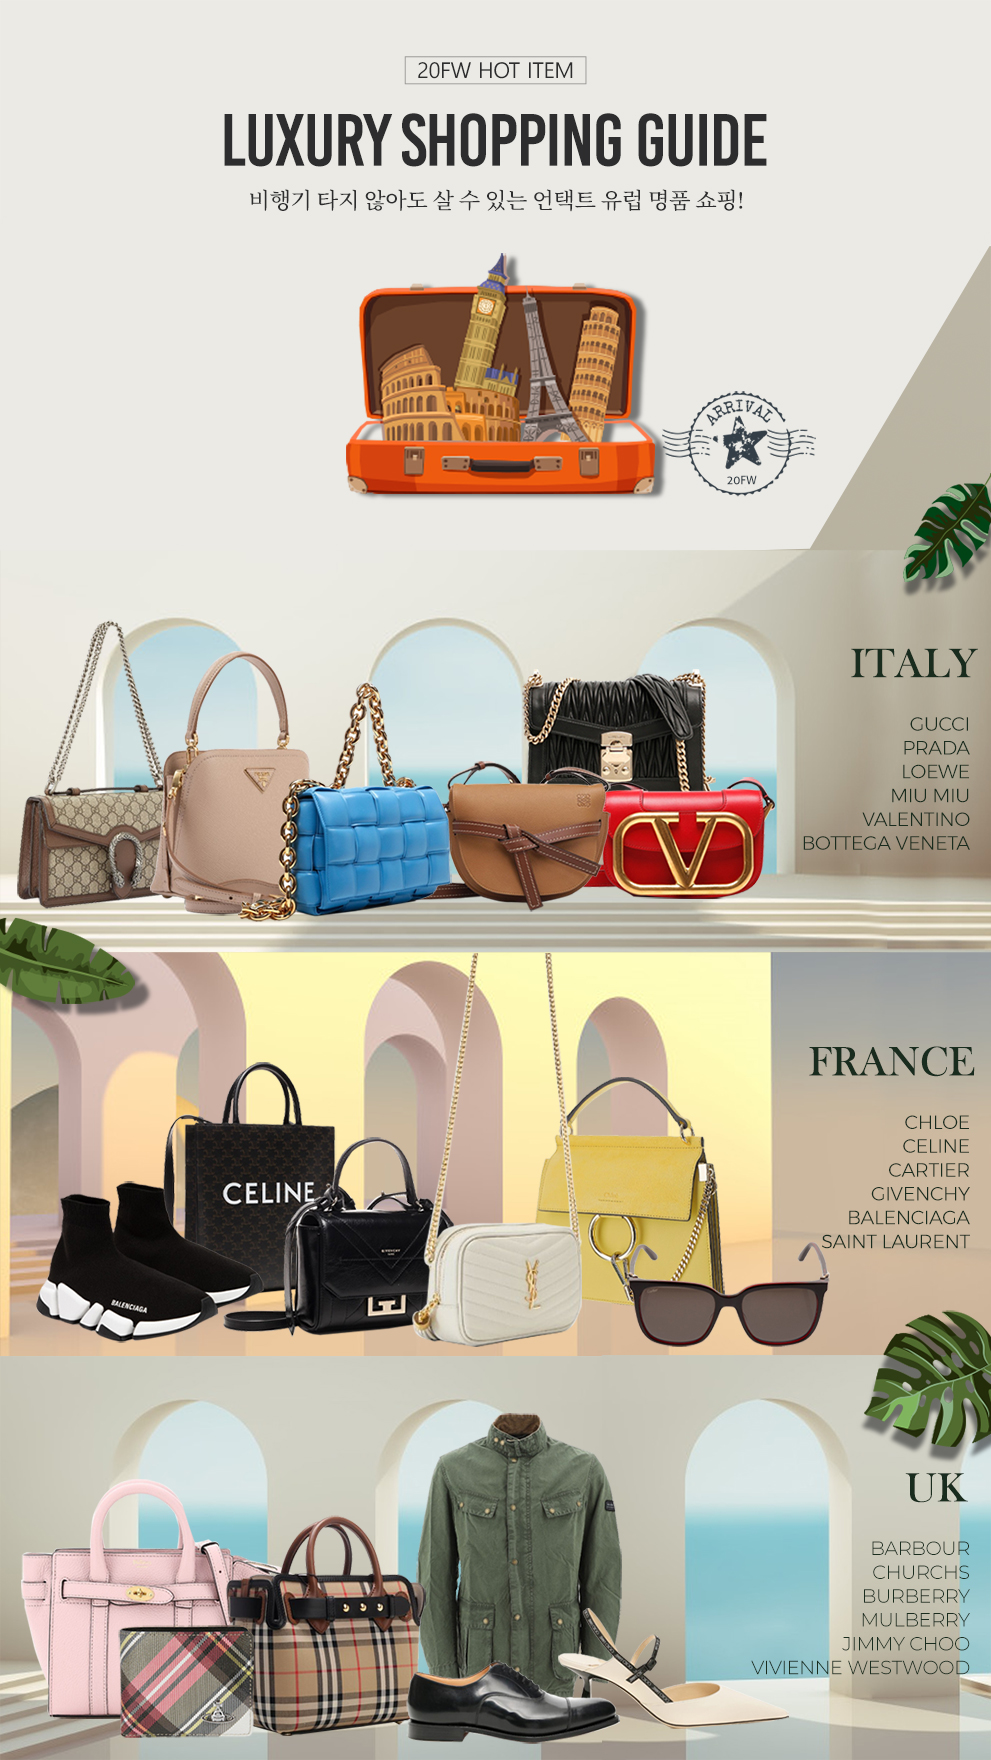 20FW HOT ITEM
LUXURY SHOPPING GUIDE
비행기 타지 않아도 살 수 있는 언택트 유럽 명품 쇼핑!
ARRIVAL
20FW
ITALY
GUCCI
PRADA
LOEWE
MIU MIU
VALENTINO
BOTTEGA VENETA
FRANCE
CHLOE
CELINE
CARTIER
GIVENCHY
BALENCIAGA
SAINT LAURENT
CELINE
BALENCIAGA
GIVENCHY
UK
BARBOUR
CHURCHS
BURBERRY
MULBERRY
JIMMY CHOO
VIVIENNE WESTWOOD